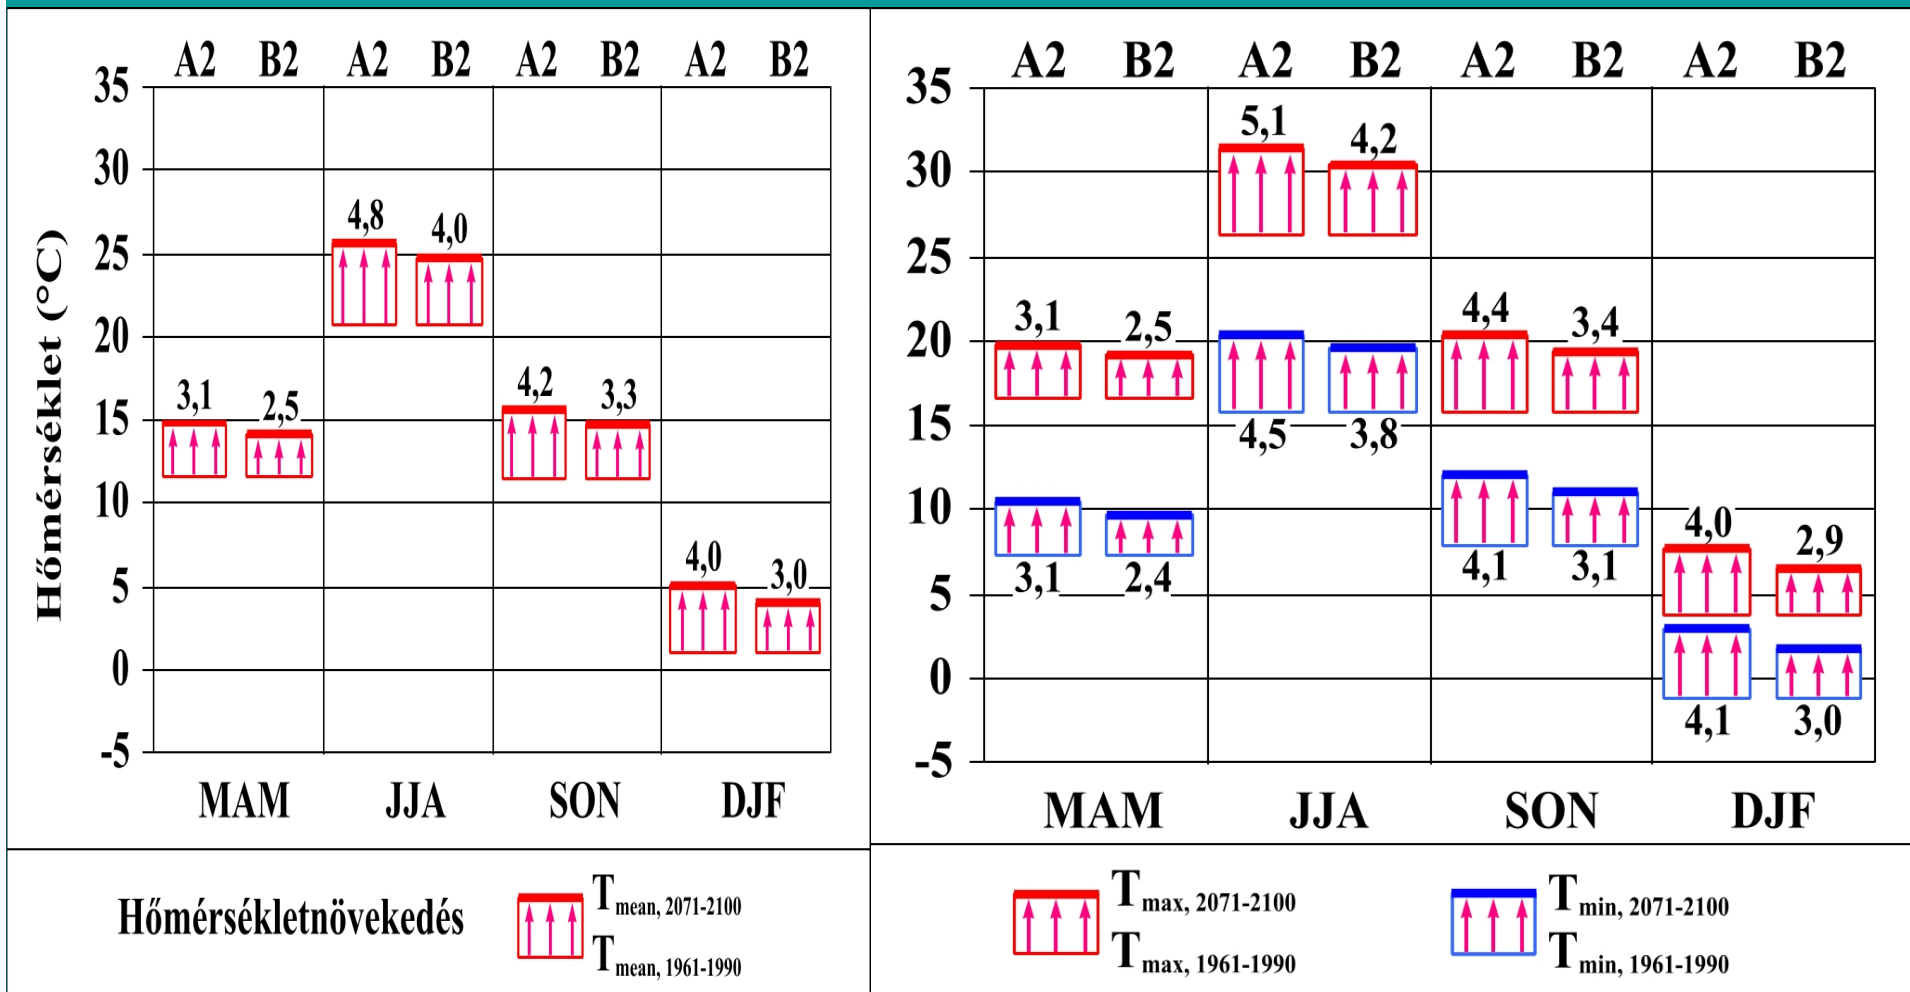 A2 B2 A2 B2 A2 B2 A2 B2
35
30
25
20
15
10
5
0
-5
Hőmérséklet (°C)
3,1 2,5 4,8 4,0 4,2 3,3 4,0 3,0
MAM JJA SON DJF
Hőmérsékletnövekedés
T mean, 2071-2100
T mean, 1961-1990
A2 B2 A2 B2 A2 B2 A2 B2
35
30
25
20
15
10
5
0
-5
5,1 4,2
3,1 2,5 4,4 3,4
4,5 3,8
4,0 2,9
3,1 2,4 4,1 3,1
4,1 3,0
MAM JJA SON DJF
T max, 2071-2100
T max, 1961-1990
T min, 2071-2100
T min, 1961-1990